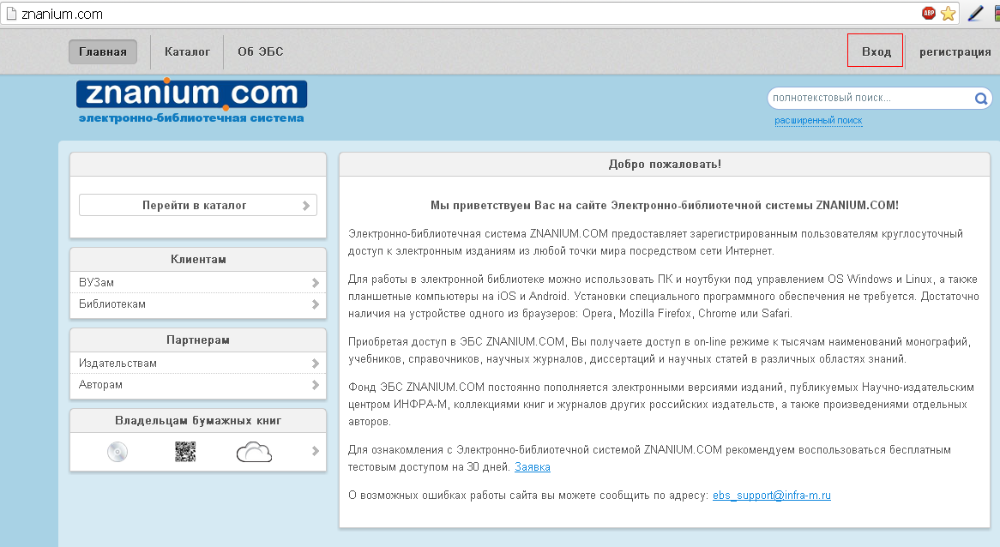 znanium.com
ABP
Главная
Каталог
Об ЭБС
Вход
регистрация
znanium.com
электронно-библиотечная система
полнотекстовый поиск...
расширенный поиск
Перейти в каталог
Клиентам
ВУЗам
Библиотекам
Партнерам
Издательствам
Авторам
Владельцам бумажных книг
Добро пожаловать!
Мы приветствуем Вас на сайте Электронно-библиотечной системы ZNANIUM.COM!
Электронно-библиотечная система ZNANIUM.COM предоставляет зарегистрированным пользователям круглосуточный
доступ к электронным изданиям из любой точки мира посредством сети Интернет.
Для работы в электронной библиотеке можно использовать ПК и ноутбуки под управлением OS Windows и Linux, а также
планшетные компьютеры на iOS и Android. Установки специального программного обеспечения не требуется. Достаточно
наличия на устройстве одного из браузеров: Opera, Mozilla Firefox, Chrome или Safari.
Приобретая доступ в ЭБС ZNANIUM.COM, Вы получаете доступ в on-line режиме к тысячам наименований монографий,
учебников, справочников, научных журналов, диссертаций и научных статей в различных областях знаний.
Фонд ЭБС ZNANIUM.COM постоянно пополняется электронными версиями изданий, публикуемых Научно-издательским
центром ИНФРА-М, коллекциями книг и журналов других российских издательств, а также произведениями отдельных
авторов.
Для ознакомления с Электронно-библиотечной системой ZNANIUM.COM рекомендуем воспользоваться бесплатным
тестовым доступом на 30 дней. Заявка
О возможных ошибках работы сайта вы можете сообщить по адресу: ebs_support@infra-m.ru